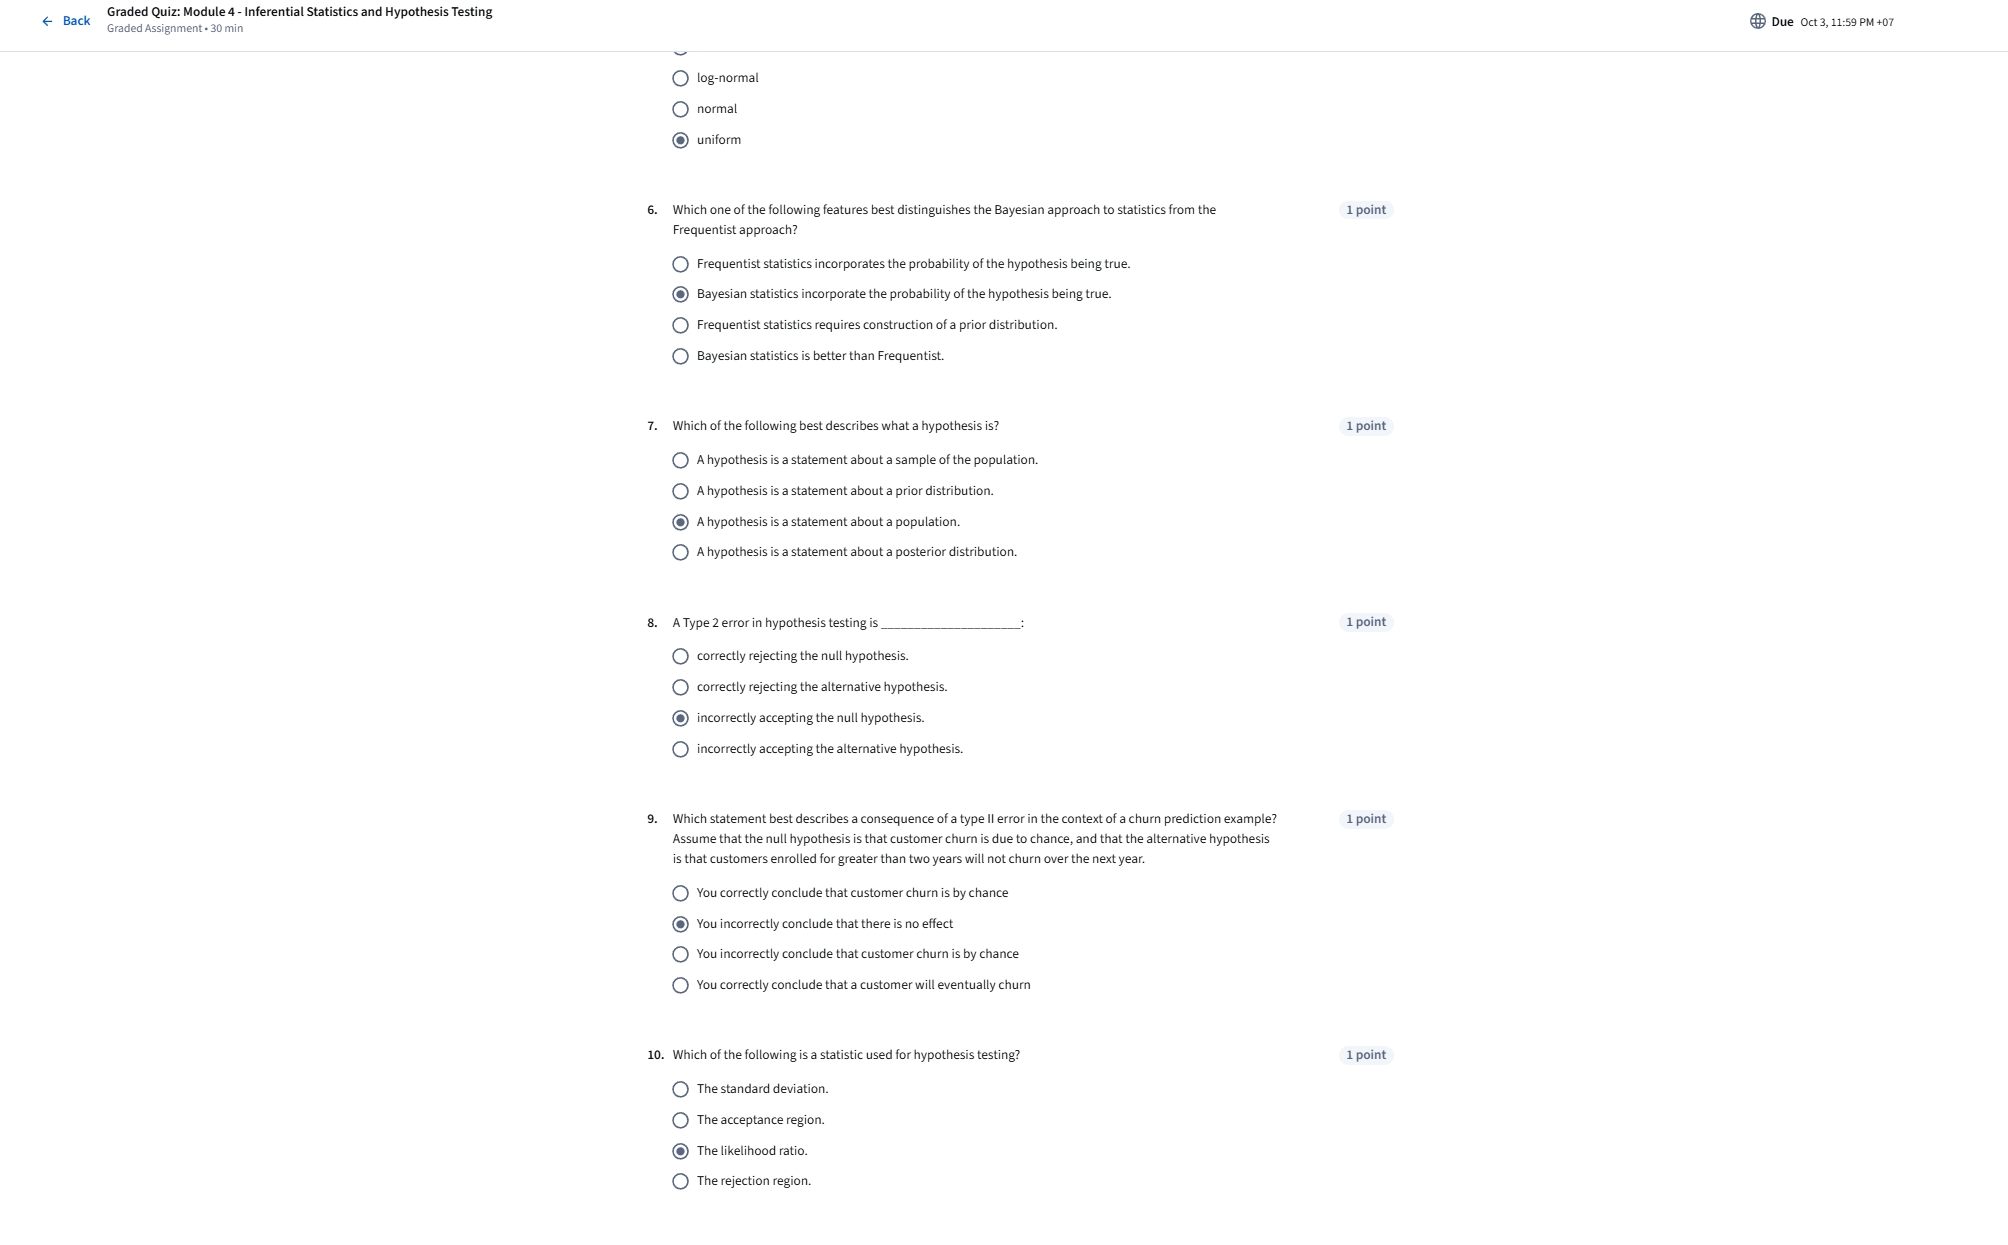 Back
Graded Quiz: Module 4 - Inferential Statistics and Hypothesis Testing
Graded Assignment • 30 min
Due Oct 3, 11:59 PM +07
log-normal
normal
uniform
6. Which one of the following features best distinguishes the Bayesian approach to statistics from the
Frequentist approach?
1 point
Frequentist statistics incorporates the probability of the hypothesis being true.
Bayesian statistics incorporate the probability of the hypothesis being true.
Frequentist statistics requires construction of a prior distribution.
Bayesian statistics is better than Frequentist.
7. Which of the following best describes what a hypothesis is?
1 point
A hypothesis is a statement about a sample of the population.
A hypothesis is a statement about a prior distribution.
A hypothesis is a statement about a population.
A hypothesis is a statement about a posterior distribution.
8. A Type 2 error in hypothesis testing is _____________________:
1 point
correctly rejecting the null hypothesis.
correctly rejecting the alternative hypothesis.
incorrectly accepting the null hypothesis.
incorrectly accepting the alternative hypothesis.
9. Which statement best describes a consequence of a type II error in the context of a churn prediction example?
Assume that the null hypothesis is that customer churn is due to chance, and that the alternative hypothesis
is that customers enrolled for greater than two years will not churn over the next year.
1 point
You correctly conclude that customer churn is by chance
You incorrectly conclude that there is no effect
You incorrectly conclude that customer churn is by chance
You correctly conclude that a customer will eventually churn
10. Which of the following is a statistic used for hypothesis testing?
1 point
The standard deviation.
The acceptance region.
The likelihood ratio.
The rejection region.